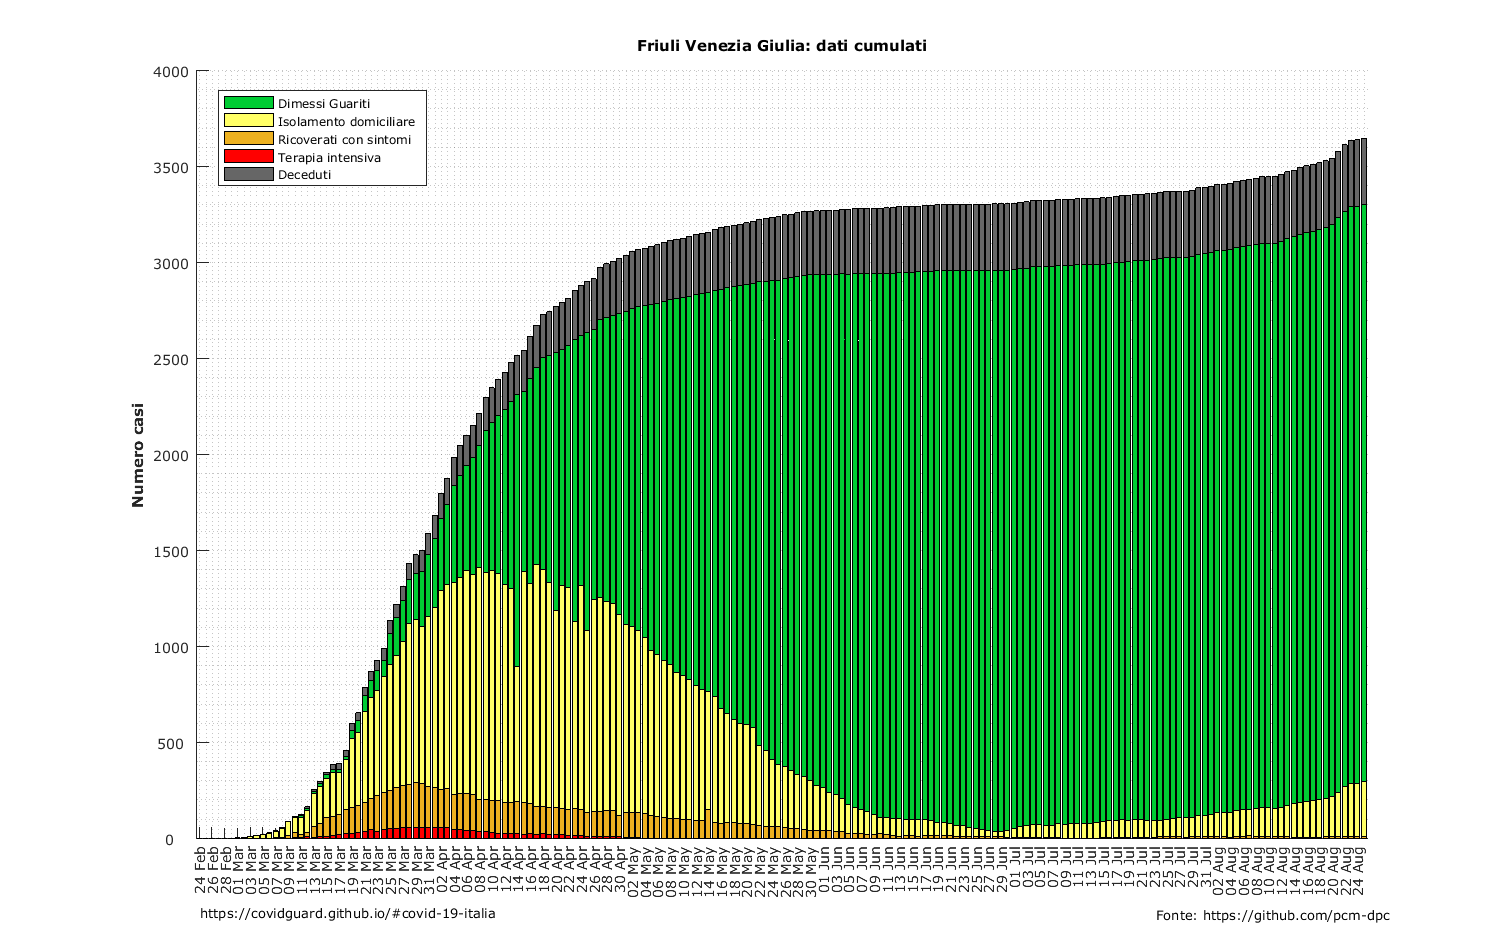 Friuli Venezia Giulia: dati cumulati
4000
3500
3000
2500
2000
1500
1000
500
0
Numero casi
Dimessi Guariti
Isolamento domiciliare
Ricoverati con sintomi
Terapia intensiva
Deceduti
24 Feb
26 Feb
28 Feb
01 Mar
03 Mar
05 Mar
07 Mar
09 Mar
11 Mar
13 Mar
15 Mar
17 Mar
19 Mar
21 Mar
23 Mar
25 Mar
27 Mar
29 Mar
31 Mar
02 Apr
04 Apr
06 Apr
08 Apr
10 Apr
12 Apr
14 Apr
16 Apr
18 Apr
20 Apr
22 Apr
24 Apr
26 Apr
28 Apr
30 Apr
02 May
04 May
06 May
08 May
10 May
12 May
14 May
16 May
18 May
20 May
22 May
24 May
26 May
28 May
30 May
01 Jun
03 Jun
05 Jun
07 Jun
09 Jun
11 Jun
13 Jun
15 Jun
17 Jun
19 Jun
21 Jun
23 Jun
25 Jun
27 Jun
29 Jun
01 Jul
03 Jul
05 Jul
07 Jul
09 Jul
11 Jul
13 Jul
15 Jul
17 Jul
19 Jul
21 Jul
23 Jul
25 Jul
27 Jul
29 Jul
31 Jul
02 Aug
04 Aug
06 Aug
08 Aug
10 Aug
12 Aug
14 Aug
16 Aug
18 Aug
20 Aug
22 Aug
24 Aug
https://covidguard.github.io/#covid-19-italia
Fonte: https://github.com/pcm-dpc